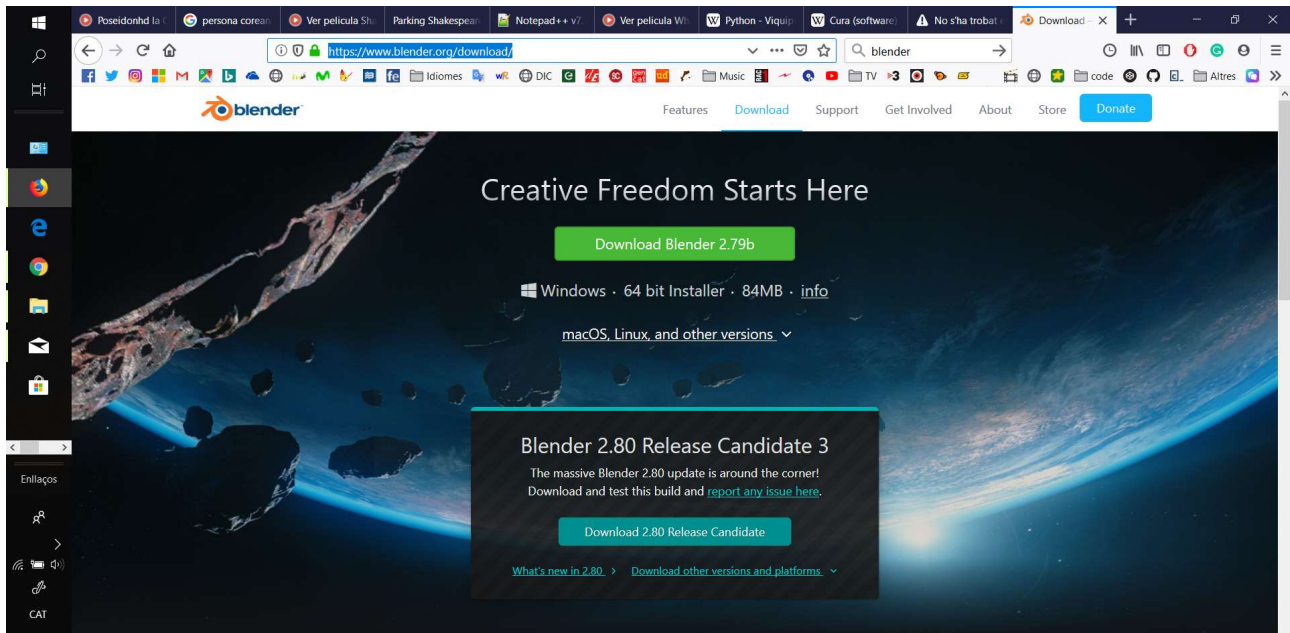 Poseidonhd la C
persona corean
Ver pelicula Sha
Parking Shakespear
Notepad++ v7.
Ver pelicula Wh
Python - Viquip
Cura (software)
No s'ha trobat e
Download –
https://www.blender.org/download/
blender
Idiomes
DIC
Music
TV
code
Altres
blender
Features
Download
Support
Get Involved
About
Store
Donate
Creative Freedom Starts Here
Download Blender 2.79b
Windows · 64 bit Installer · 84MB · info
macOS, Linux, and other versions
Blender 2.80 Release Candidate 3
The massive Blender 2.80 update is around the corner!
Download and test this build and report any issue here.
Download 2.80 Release Candidate
What's new in 2.80
Download other versions and platforms
Enllaços
CAT